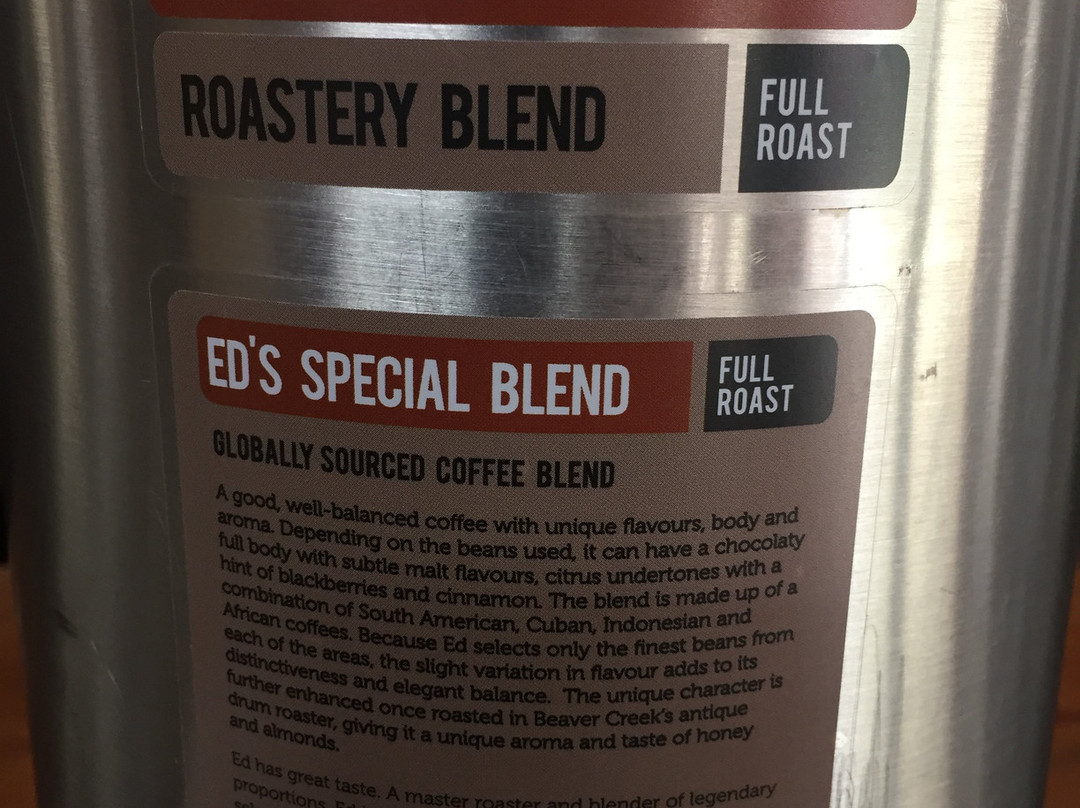 ROASTERY BLEND
FULL
ROAST
ED'S SPECIAL BLEND
FULL
ROAST
GLOBALLY SOURCED COFFEE BLEND
A good, well-balanced coffee with unique flavours, body and
aroma. Depending on the beans used, it can have a chocolaty
full body with subtle malt flavours, citrus undertones with a
hint of blackberries and cinnamon. The blend is made up of a
combination of South American, Cuban, Indonesian and
African coffees. Because Ed selects only the finest beans from
each of the areas, the slight variation in flavour adds to its
distinctiveness and elegant balance. The unique character is
further enhanced once roasted in Beaver Creek's antique
drum roaster, giving it a unique aroma and taste of honey
and almonds.
Ed has great taste. A master roaster and blender of legendary
proportions, Ed